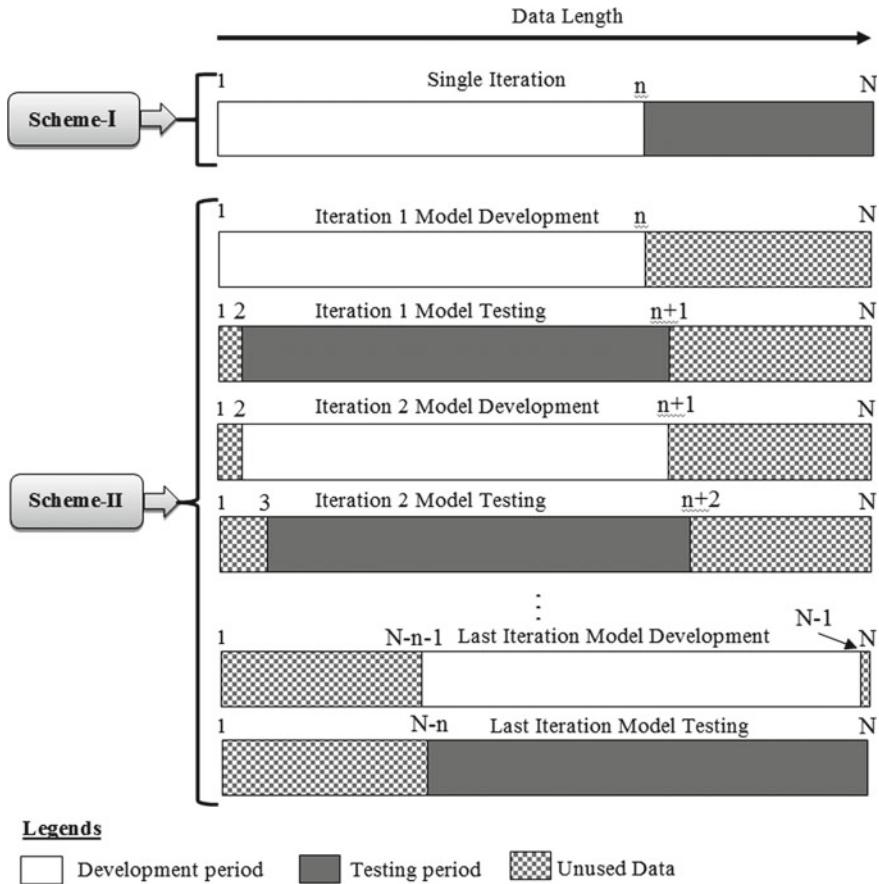 Data Length
1 Single Iteration n N
Scheme-I
1 Iteration 1 Model Development n N
1 2 Iteration 1 Model Testing n+1 N
1 2 Iteration 2 Model Development n+1 N
Scheme-II
1 3 Iteration 2 Model Testing n+2 N
N-1
1 N-n-1 Last Iteration Model Development N
1 N-n Last Iteration Model Testing N
Legends
Development period Testing period Unused Data